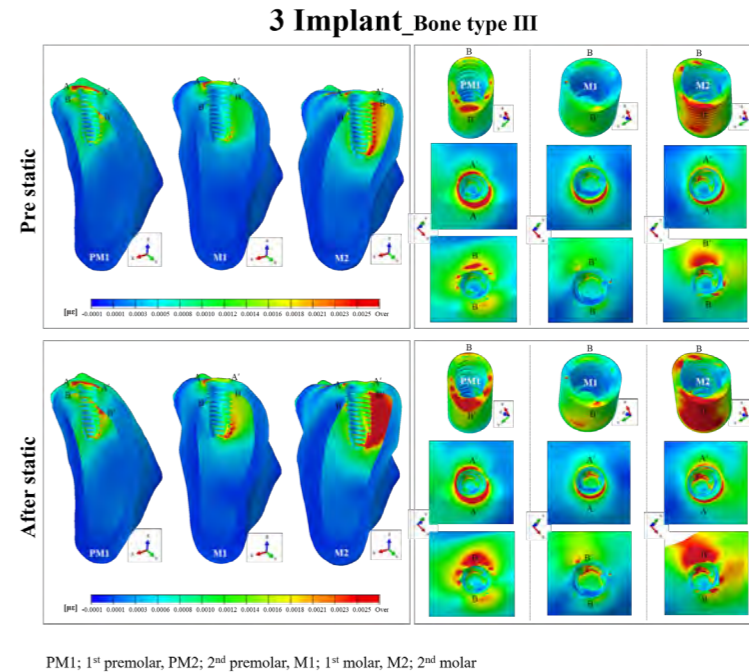 3 Implant_Bone type III
Pre static
A A'
B B'
PM1
A A'
B
M1
A A'
B B'
M2
[με] -0.0001 0.0001 0.0003 0.0005 0.0008 0.0010 0.0012 0.0014 0.0016 0.0018 0.0021 0.0023 0.0025 Over
B B B
PM1 M1 M2
B' B' B'
A' A' A'
A A A
B' B' B'
B B B
After static
A A'
B B'
PM1
A A'
B
M1
A A'
B
M2
[με] -0.0001 0.0001 0.0003 0.0005 0.0008 0.0010 0.0012 0.0014 0.0016 0.0018 0.0021 0.0023 0.0025 Over
B B B
PM1 M1 M2
A' A' A'
A A A
B' B' B'
B B B
PM1; 1st premolar, PM2; 2nd premolar, M1; 1st molar, M2; 2nd molar